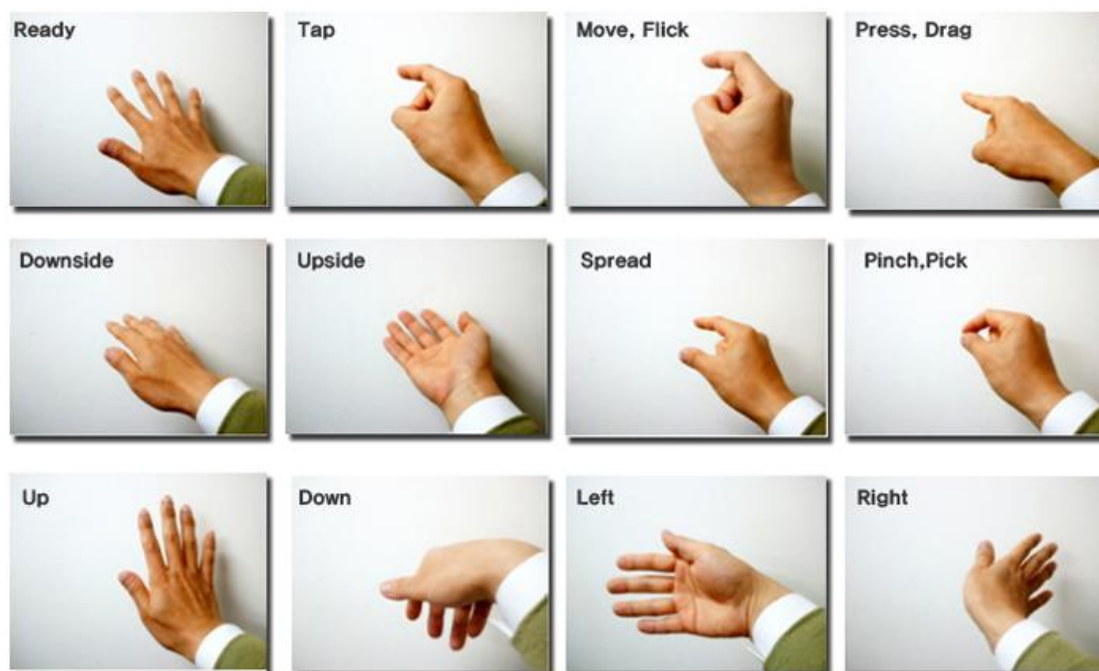 Ready
Tap
Move, Flick
Press, Drag
Downside
Upside
Spread
Pinch,Pick
Up
Down
Left
Right